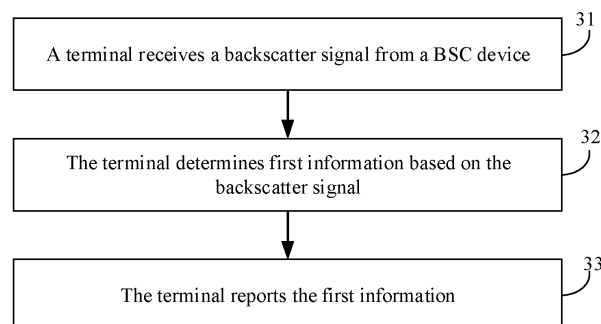 31
A terminal receives a backscatter signal from a BSC device
32
The terminal determines first information based on the
backscatter signal
33
The terminal reports the first information